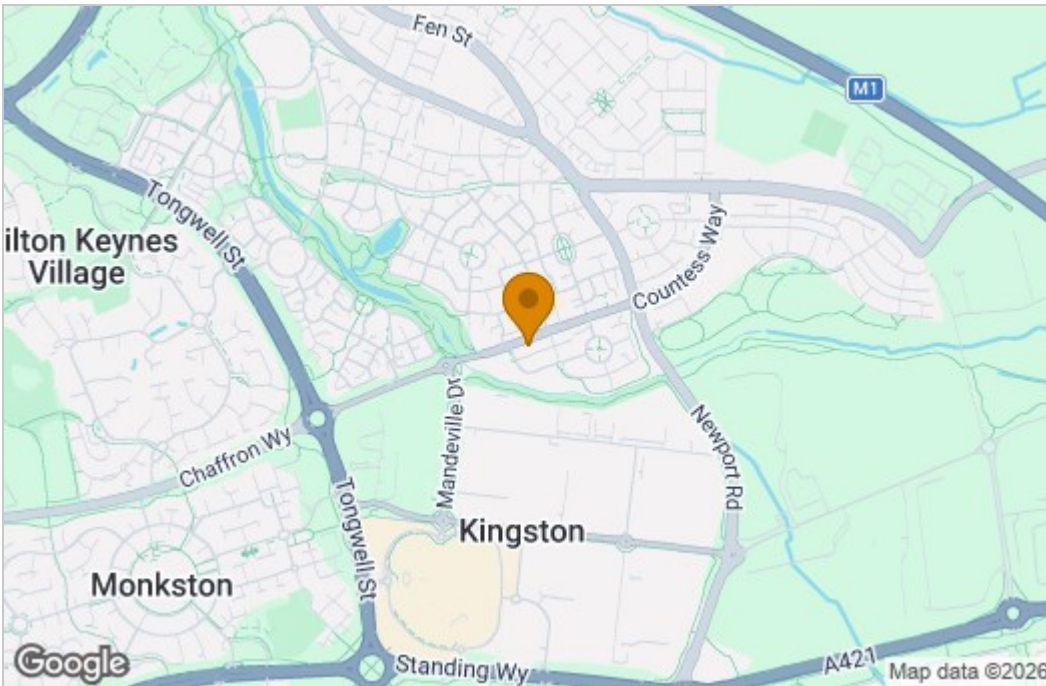 Fen St
M1
Tongwell St
ilton Keynes
Village
Countess Way
Mandeville Dr
Chaffron Wy
Newport Rd
Tongwell St
Kingston
Monkston
Standing Wy
A421
Google
Map data ©2026